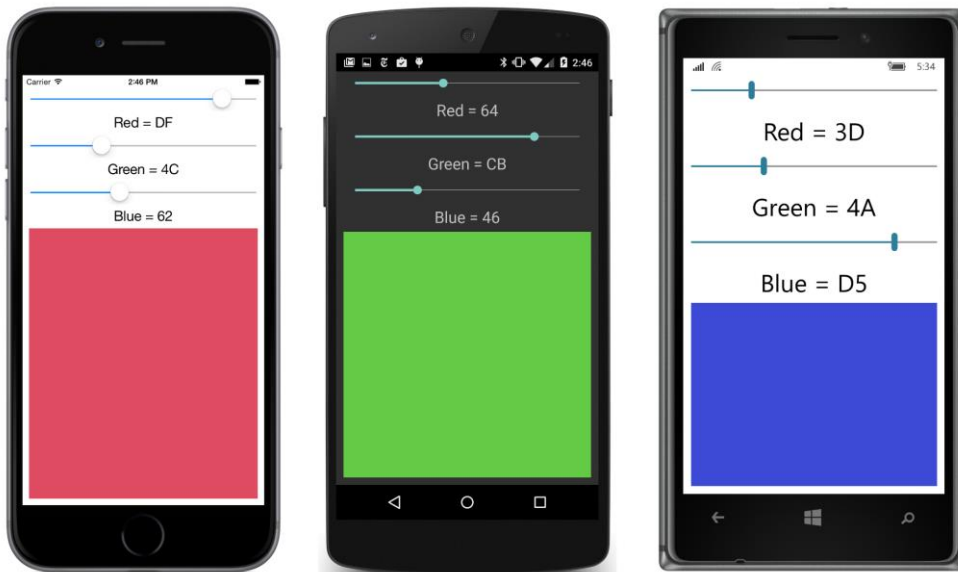 Carrier
2:46 PM
Red = DF
Green = 4C
Blue = 62
2:46
Red = 64
Green = CB
Blue = 46
5:34
Red = 3D
Green = 4A
Blue = D5